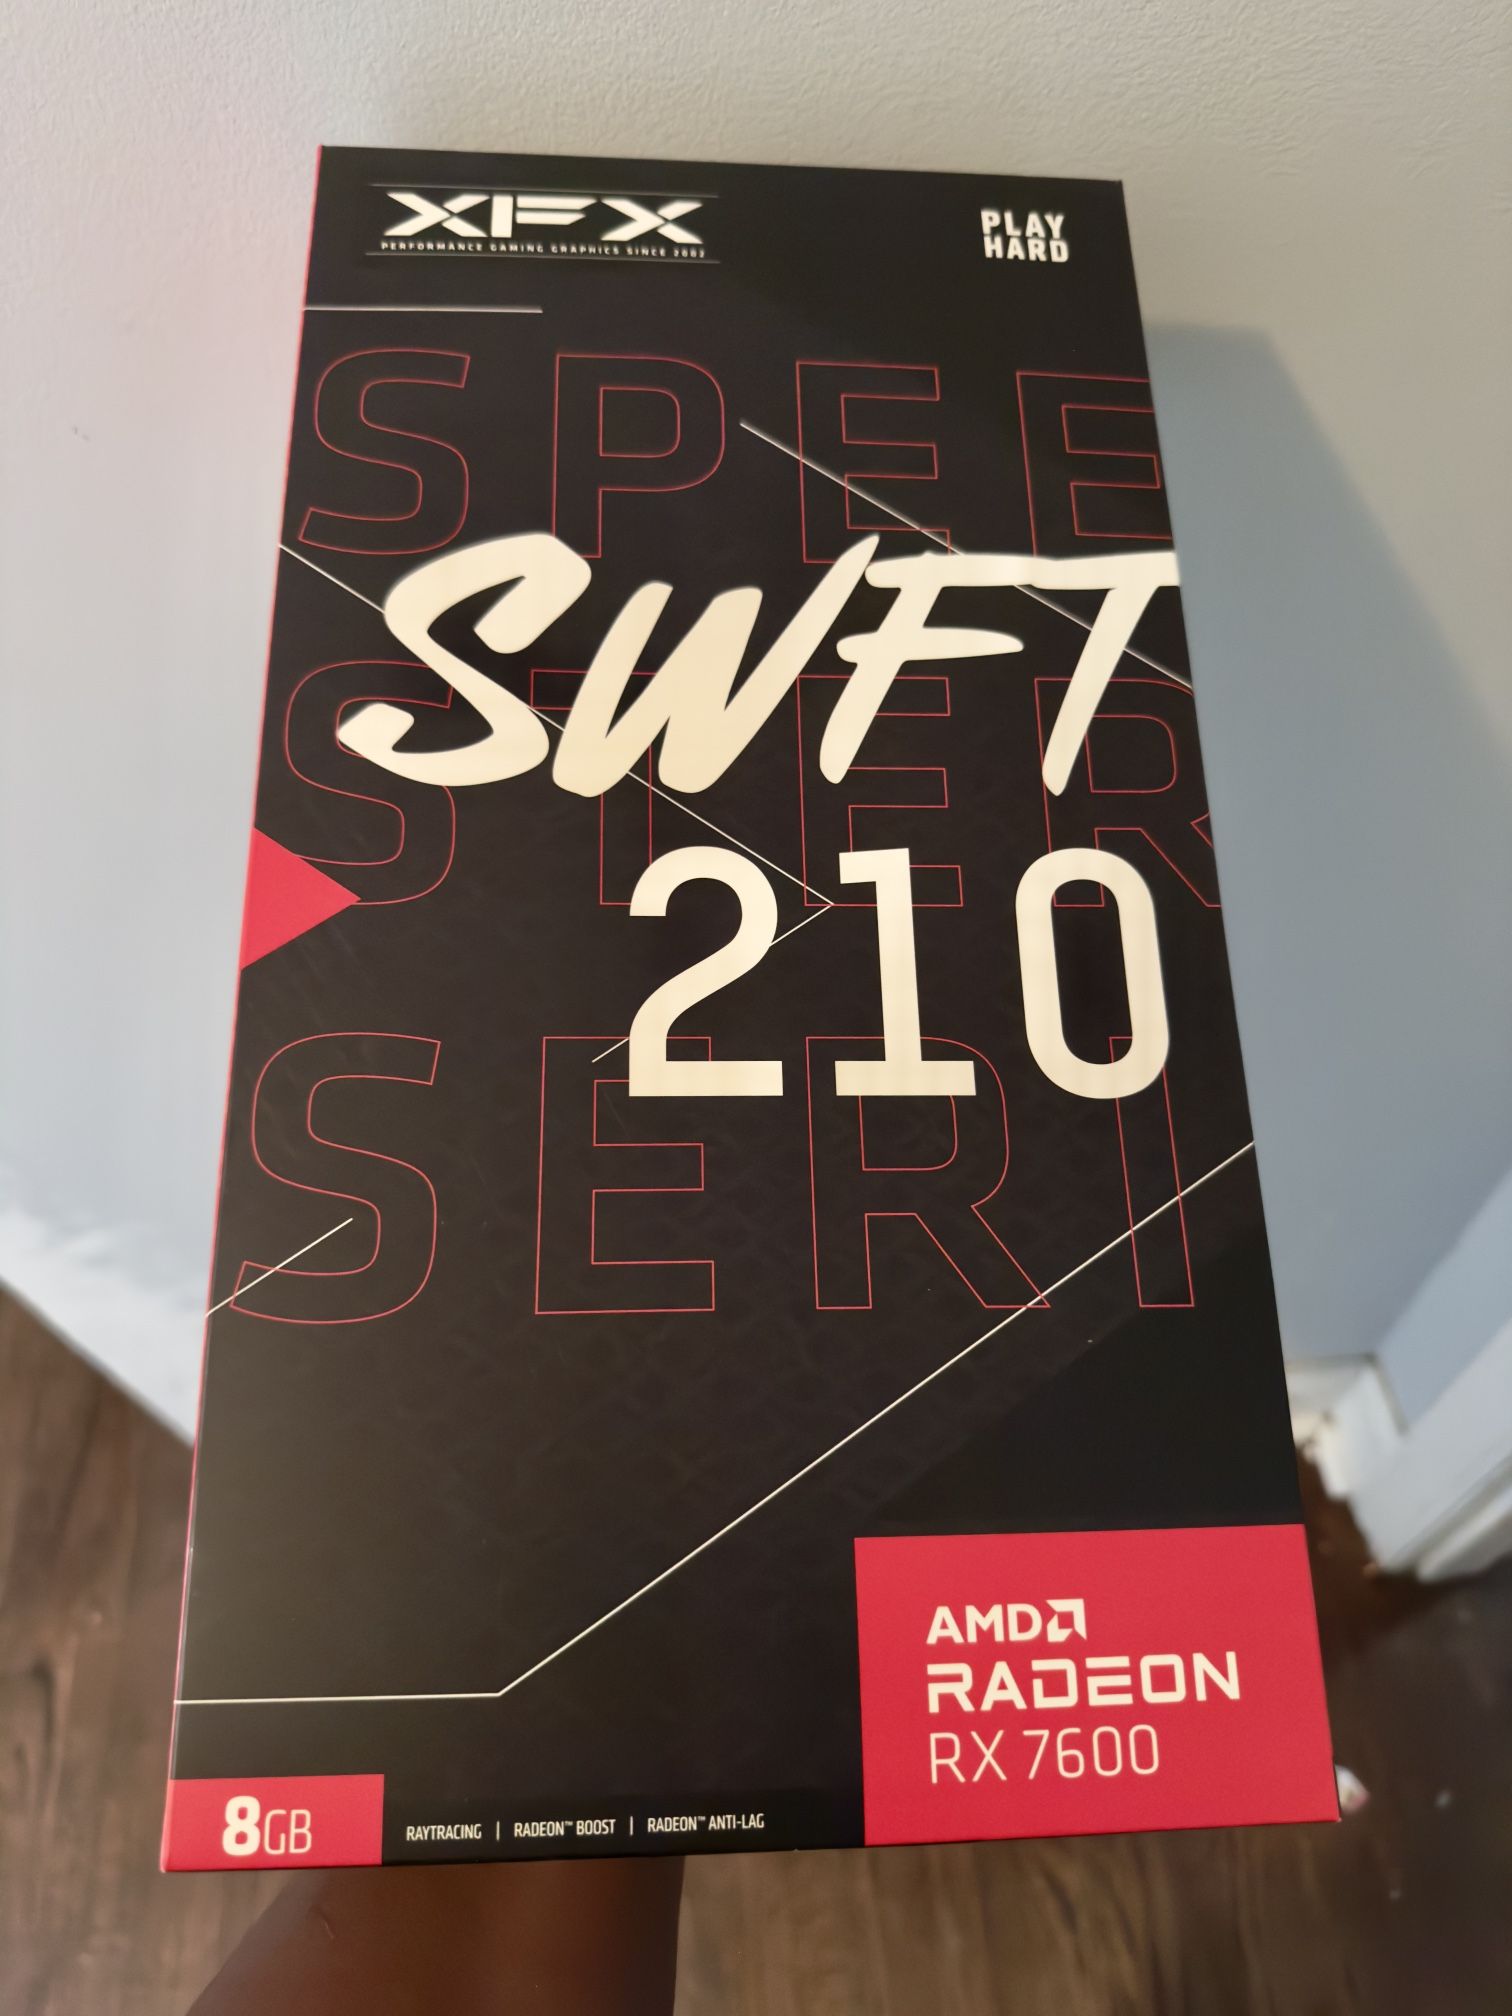 XFX
PERFORMANCE GAMING GRAPHICS SINCE 2002
PLAY
HARD
SPEE
SWFT
STER
210
SERI
AMD
RADEON
RX 7600
8GB
RAYTRACING | RADEON™ BOOST | RADEON™ ANTI-LAG